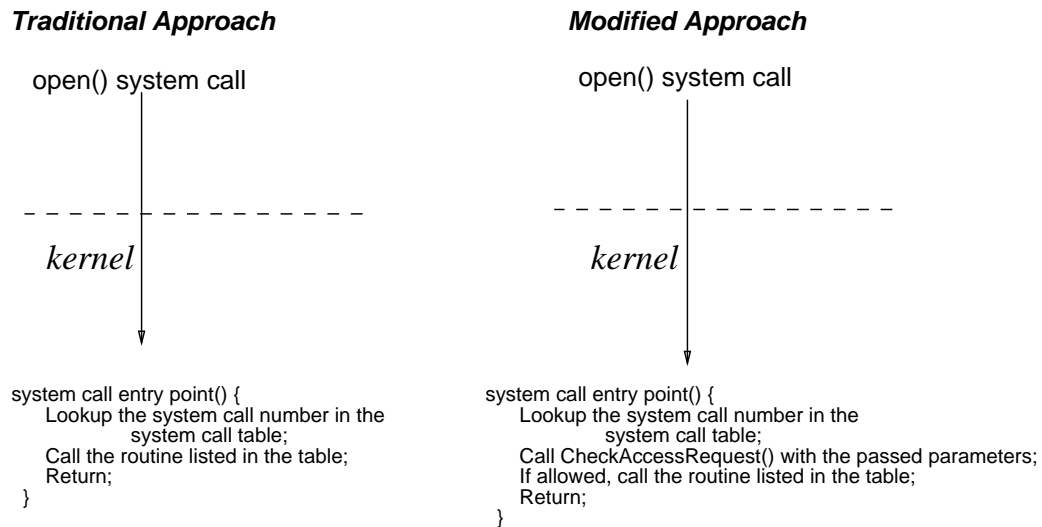 Traditional Approach
open() system call
kernel
system call entry point() {
Lookup the system call number in the
system call table;
Call the routine listed in the table;
Return;
}
Modified Approach
open() system call
kernel
system call entry point() {
Lookup the system call number in the
system call table;
Call CheckAccessRequest() with the passed parameters;
If allowed, call the routine listed in the table;
Return;
}